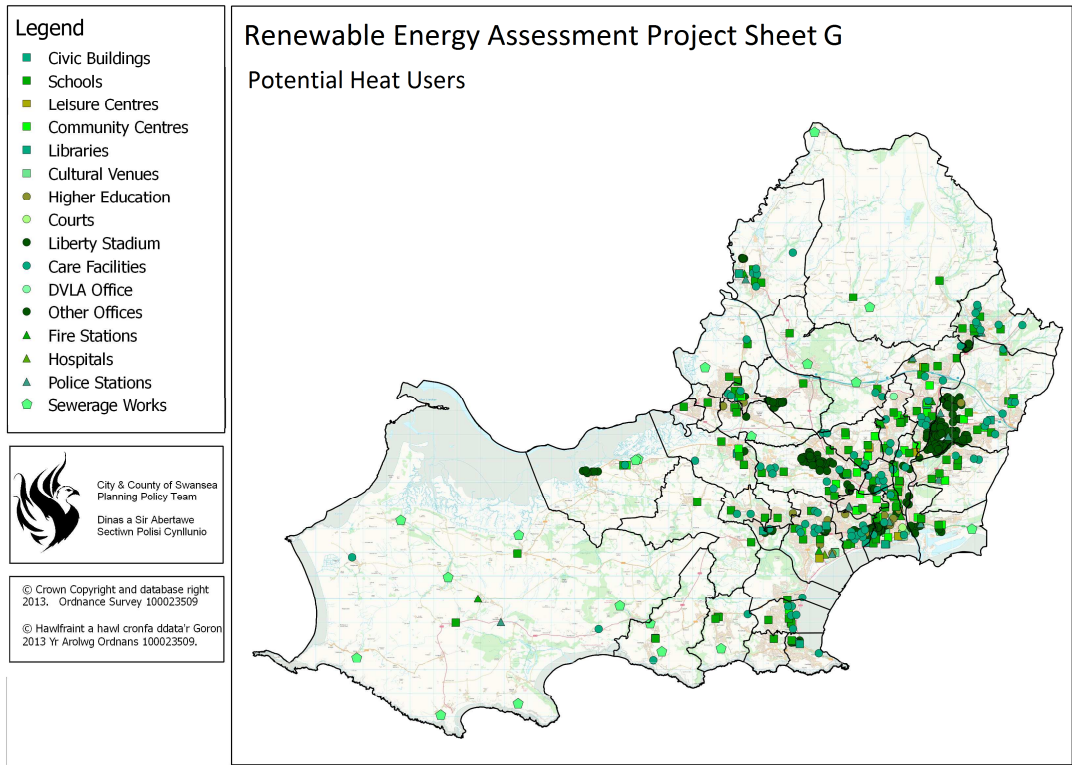 Legend
Civic Buildings
Schools
Leisure Centres
Community Centres
Libraries
Cultural Venues
Higher Education
Courts
Liberty Stadium
Care Facilities
DVLA Office
Other Offices
Fire Stations
Hospitals
Police Stations
Sewerage Works
City & County of Swansea
Planning Policy Team
Dinas a Sir Abertawe
Sectiwn Polisi Cynllunio
© Crown Copyright and database right
2013. Ordnance Survey 100023509
© Hawlfraint a hawl cronfa ddata'r Goron
2013 Yr Arolwg Ordnans 100023509.
Renewable Energy Assessment Project Sheet G
Potential Heat Users